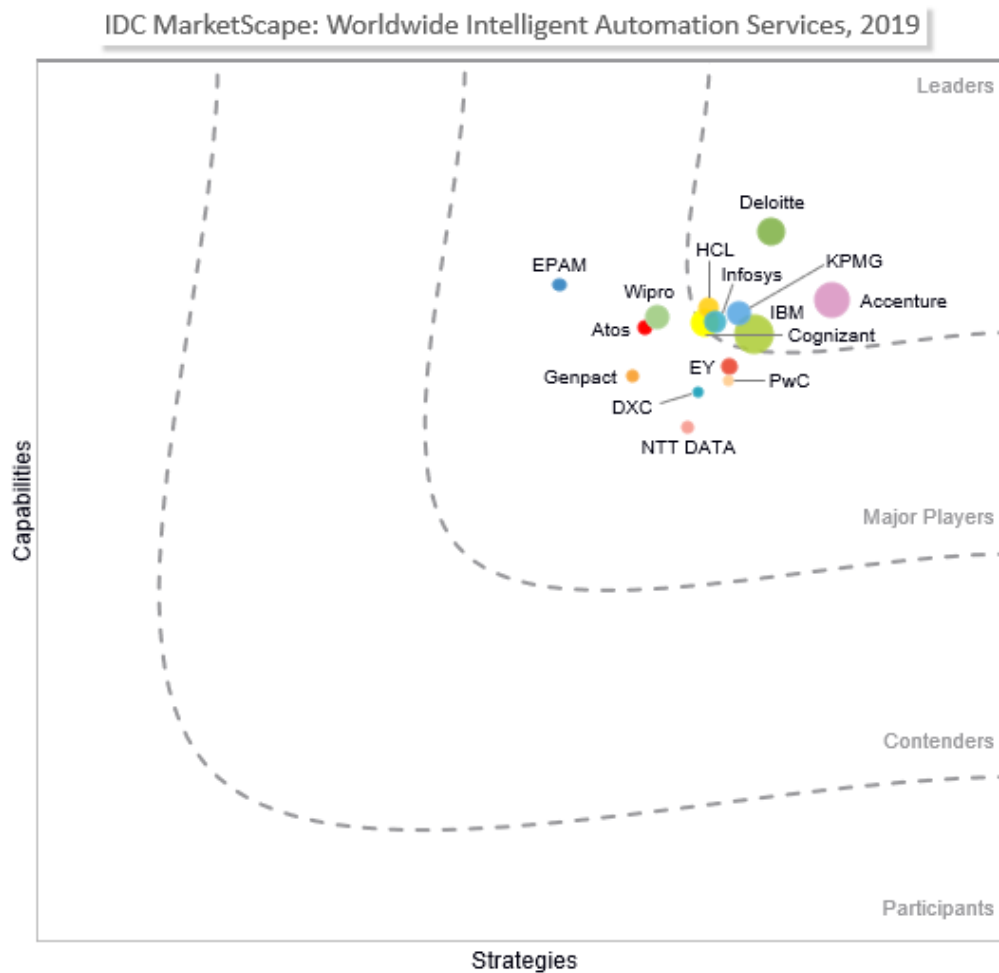 IDC MarketScape: Worldwide Intelligent Automation Services, 2019
Leaders
Deloitte
HCL
KPMG
EPAM
Infosys
Wipro
Accenture
IBM
Atos
Cognizant
EY
Genpact
PwC
DXC
NTT DATA
Capabilities
Major Players
Contenders
Participants
Strategies